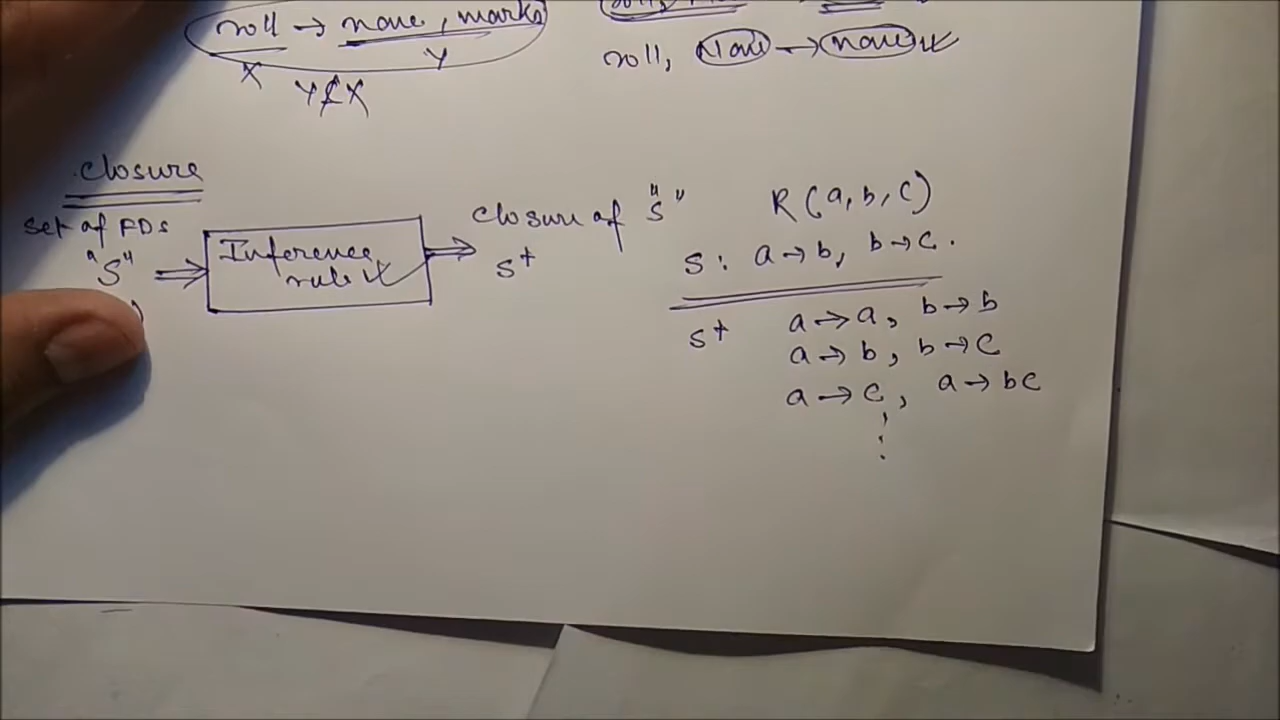 roll → name, marks
X Y
Y⊄X
roll, name → name
closure
set of FDs
"S" ⇒ Inference rule ⇒ closure of "S"
S+
R(a, b, c)
S: a→b, b→c.
S+ a→a, b→b
a→b, b→c
a→c, a→bc